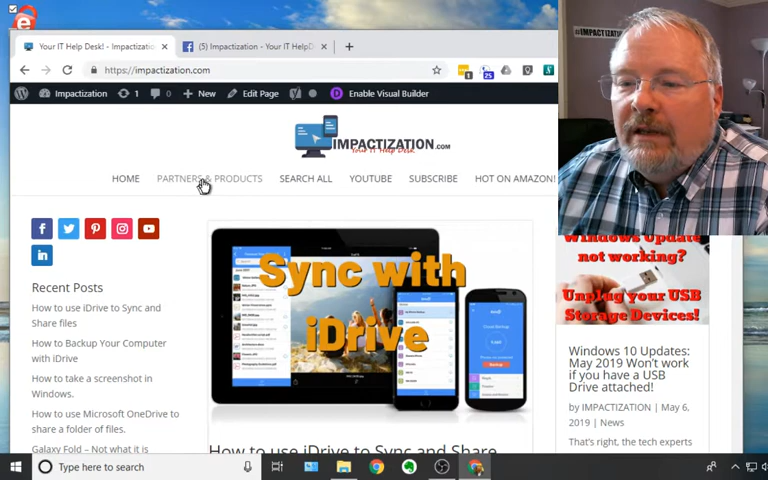 #IMPACTIZATION
Your IT Help Desk! - Impactizatio
(5) Impactization - Your IT HelpD
https://impactization.com
1
25
Impactization
1
0
New
Edit Page
Enable Visual Builder
IMPACTIZATION.com
Your IT Help Desk
HOME
PARTNERS & PRODUCTS
SEARCH ALL
YOUTUBE
SUBSCRIBE
HOT ON AMAZON!
Recent Posts
How to use iDrive to Sync and
Share files
How to Backup Your Computer
with iDrive
How to take a screenshot in
Windows.
How to use Microsoft OneDrive to
share a folder of files.
Galaxy Fold – Not what it is
Sync with
iDrive
How to use iDrive to Sync and Share
Windows Update
not working?
Unplug your USB
Storage Devices!
Windows 10 Updates:
May 2019 Won't work
if you have a USB
Drive attached!
by IMPACTIZATION | May 6,
2019 | News
That's right, the tech experts
Type here to search